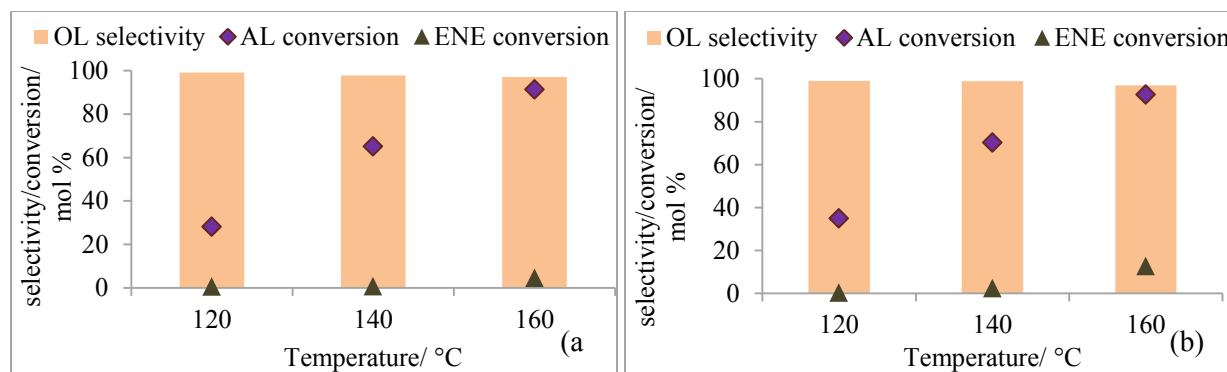 OL selectivity AL conversion ENE conversion
selectivity/conversion/
mol %
100
80
60
40
20
0
120 140 160
Temperature/ °C
(a
OL selectivity AL conversion ENE conversion
selectivity/conversion/
mol %
100
80
60
40
20
0
120 140 160
Temperature/ °C
(b)